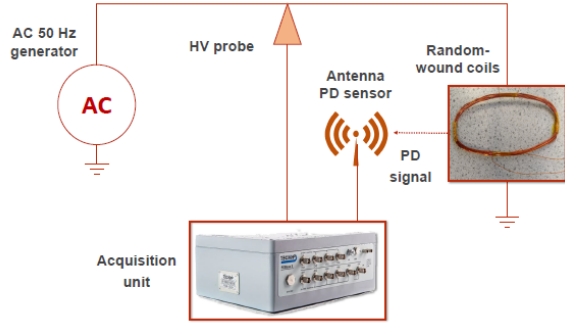 AC 50 Hz
generator
HV probe
Random-
wound coils
Antenna
PD sensor
AC
PD
signal
Acquisition
unit